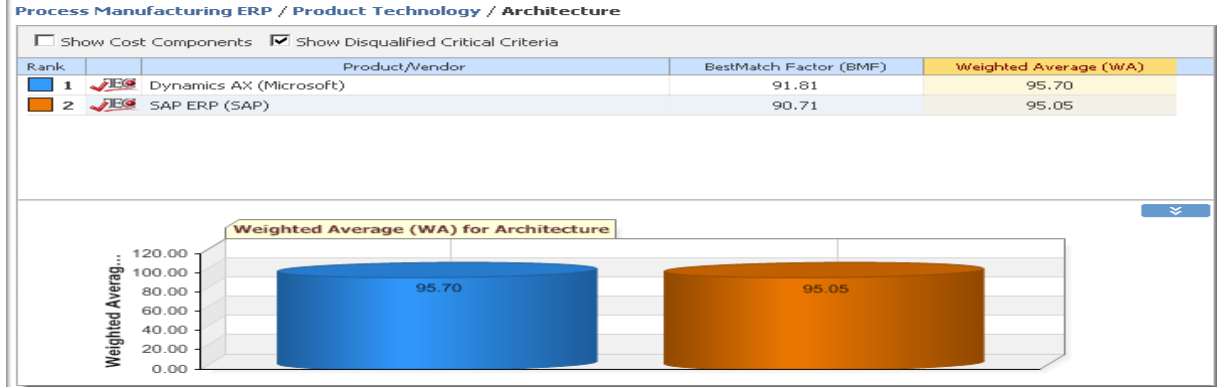 Process Manufacturing ERP / Product Technology / Architecture
Show Cost Components Show Disqualified Critical Criteria
Rank Product/Vendor BestMatch Factor (BMF) Weighted Average (WA)
1 TEC Dynamics AX (Microsoft) 91.81 95.70
2 TEC SAP ERP (SAP) 90.71 95.05
Weighted Average (WA) for Architecture
Weighted Averag...
120.00
100.00
80.00
60.00
40.00
20.00
0.00
95.70 95.05